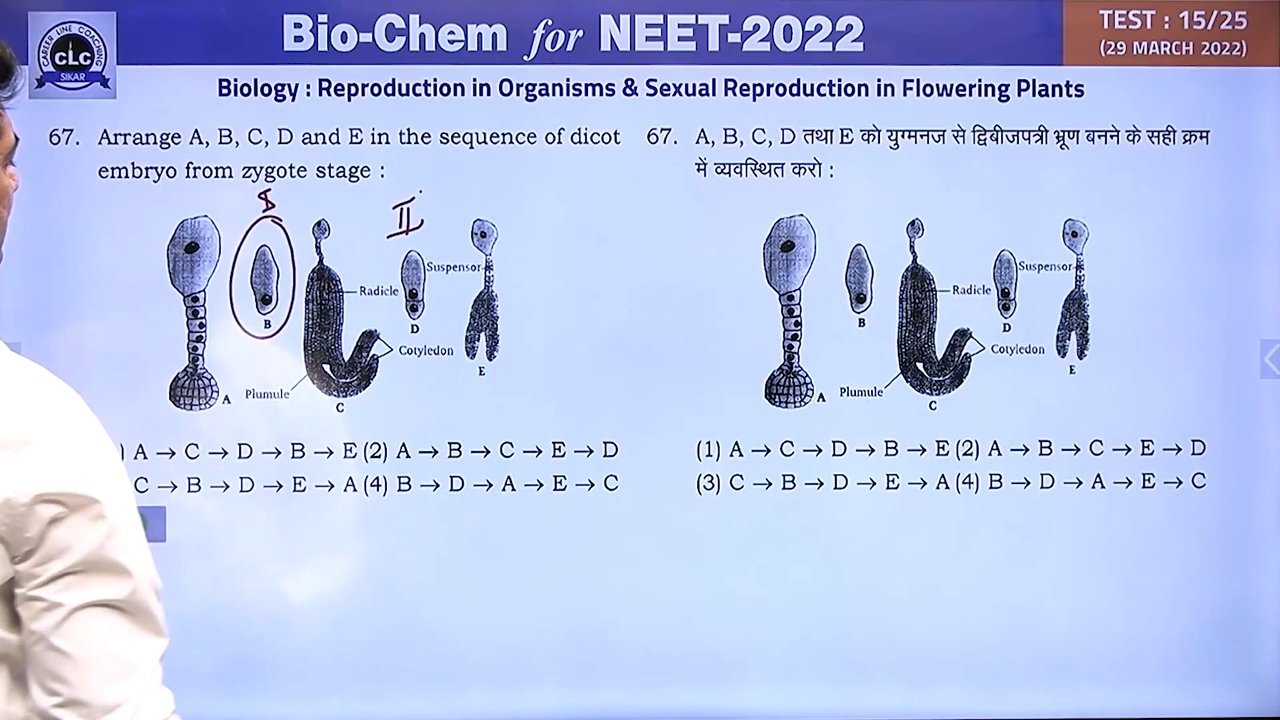 CAREER LINE COACHING
CLC
SIKAR
Bio-Chem for NEET-2022
TEST : 15/25
(29 MARCH 2022)
Biology : Reproduction in Organisms & Sexual Reproduction in Flowering Plants
67. Arrange A, B, C, D and E in the sequence of dicot
embryo from zygote stage :
I
II
Suspensor
Radicle
B
D
Cotyledon
E
Plumule
A
C
) A → C → D → B → E (2) A → B → C → E → D
C → B → D → E → A (4) B → D → A → E → C
67. A, B, C, D तथा E को युग्मनज से द्विबीजपत्री भ्रूण बनने के सही क्रम
में व्यवस्थित करो :
Suspensor
Radicle
B
D
Cotyledon
E
Plumule
A
C
(1) A → C → D → B → E (2) A → B → C → E → D
(3) C → B → D → E → A (4) B → D → A → E → C